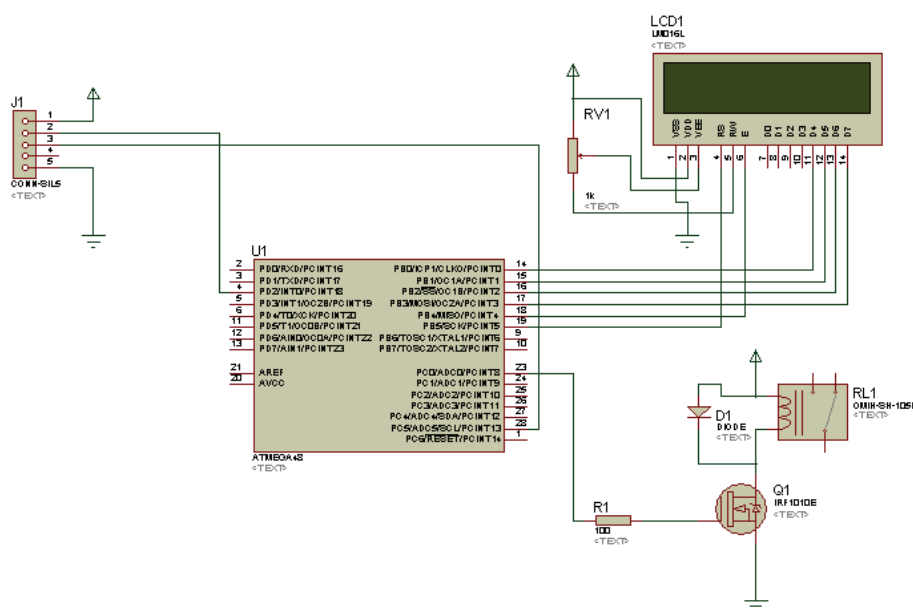 LCD1
LM016L
<TEXT>
VSS VDD VEE RS RW E D0 D1 D2 D3 D4 D5 D6 D7
1 2 3 4 5 6 7 8 9 10 11 12 13 14
J1
1
2
3
4
5
CONN-SIL5
<TEXT>
RV1
1k
<TEXT>
U1
2 PD0/RXD/PCINT16 PB0/ICP1/CLKO/PCINT0 14
3 PD1/TXD/PCINT17 PB1/OC1A/PCINT1 15
4 PD2/INT0/PCINT18 PB2/SS/OC1B/PCINT2 16
5 PD3/INT1/OC2B/PCINT19 PB3/MOSI/OC2A/PCINT3 17
6 PD4/T0/XCK/PCINT20 PB4/MISO/PCINT4 18
11 PD5/T1/OC0B/PCINT21 PB5/SCK/PCINT5 19
12 PD6/AIN0/OC0A/PCINT22 PB6/TOSC1/XTAL1/PCINT6 9
13 PD7/AIN1/PCINT23 PB7/TOSC2/XTAL2/PCINT7 10
21 AREF PC0/ADC0/PCINT8 23
20 AVCC PC1/ADC1/PCINT9 24
PC2/ADC2/PCINT10 25
PC3/ADC3/PCINT11 26
PC4/ADC4/SDA/PCINT12 27
PC5/ADC5/SCL/PCINT13 28
PC6/RESET/PCINT14 1
ATMEGA48
<TEXT>
D1
DIODE
<TEXT>
RL1
<TEXT>
Q1
IRF1010E
<TEXT>
R1
100
<TEXT>